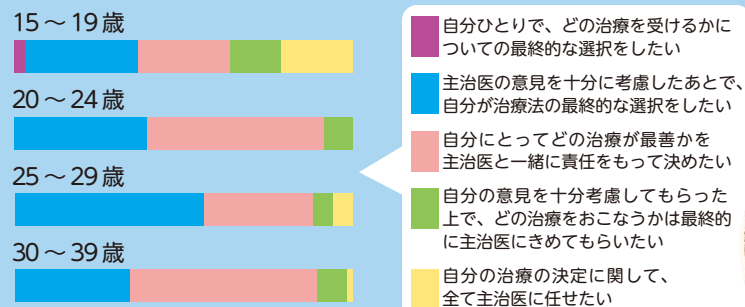 15～19歳
20～24歳
25～29歳
30～39歳
自分ひとりで、どの治療を受けるかに
ついての最終的な選択をしたい
主治医の意見を十分に考慮したあとで、
自分が治療法の最終的な選択をしたい
自分にとってどの治療が最善かを
主治医と一緒に責任をもって決めたい
自分の意見を十分考慮してもらった
上で、どの治療をおこなうかは最終的
に主治医にきめてもらいたい
自分の治療の決定に関して、
全て主治医に任せたい